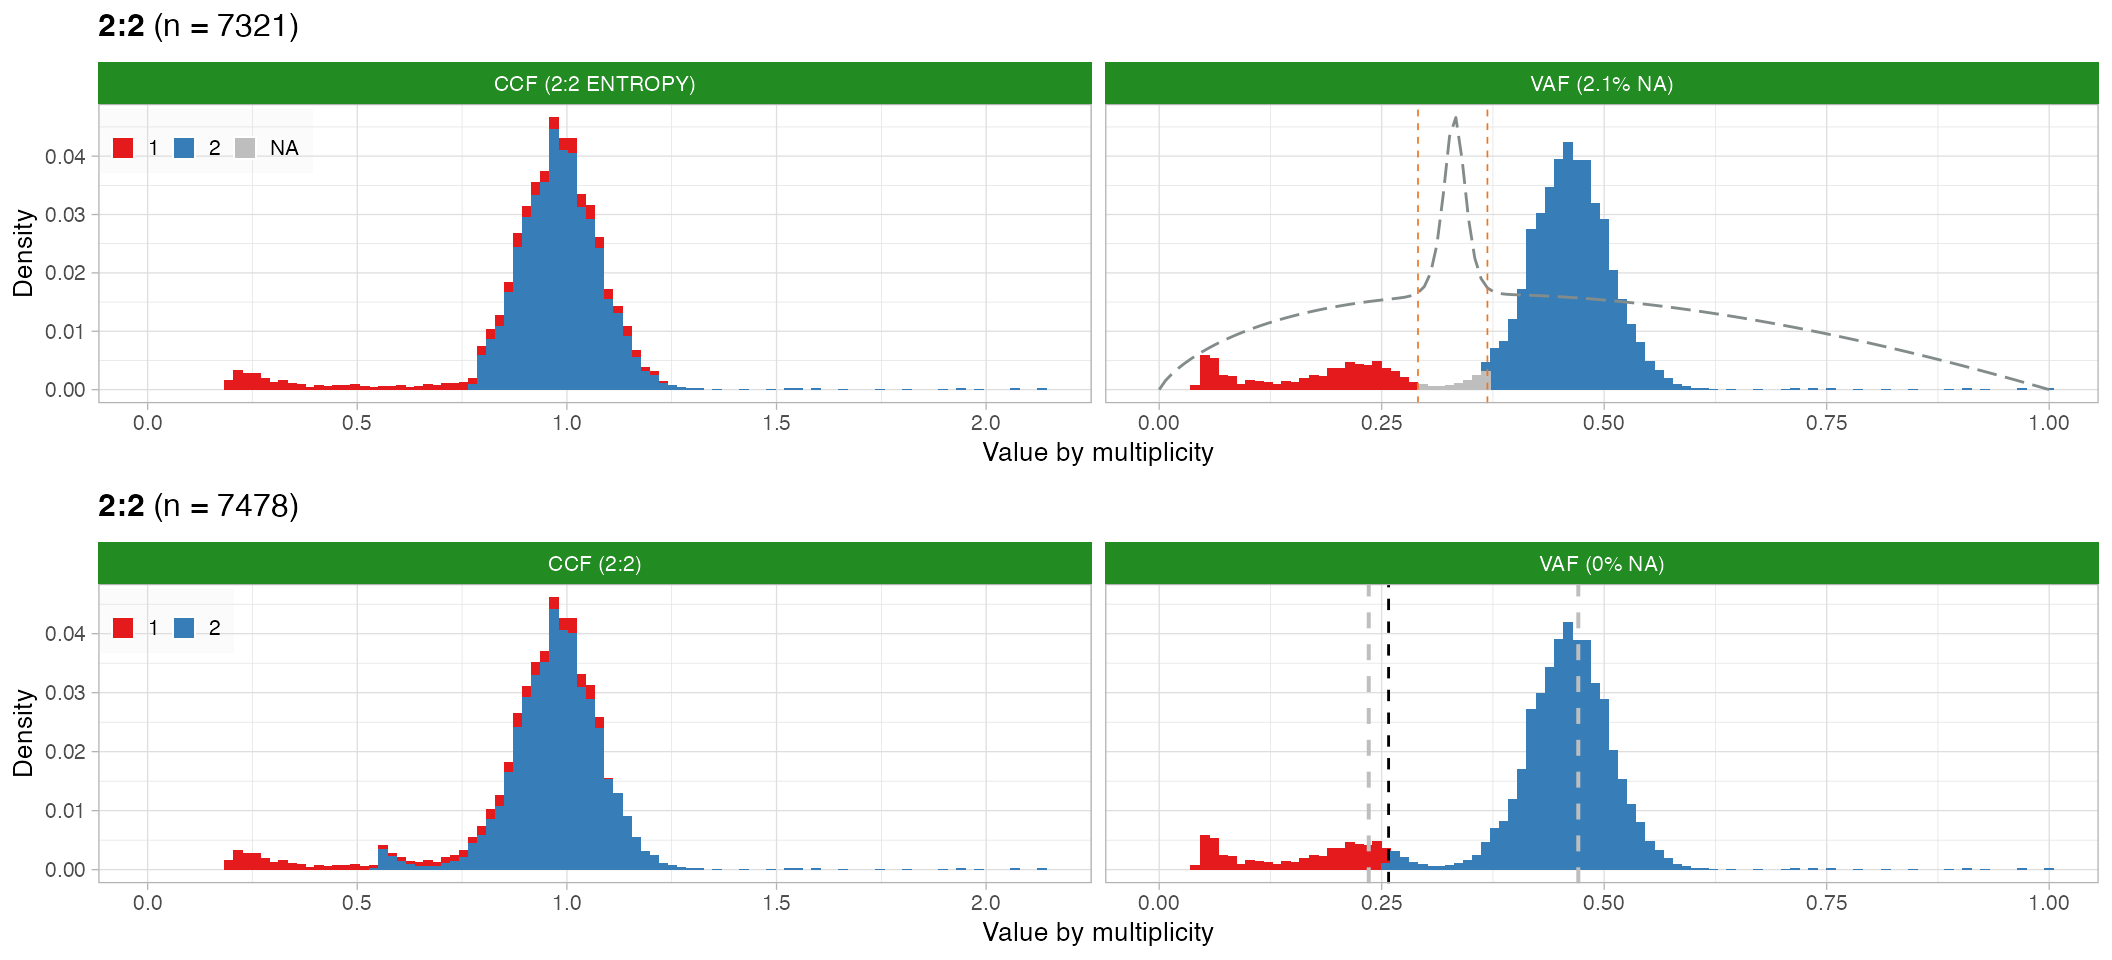 2:2 (n = 7321)
CCF (2:2 ENTROPY)
VAF (2.1% NA)
1 2 NA
Density
0.04
0.03
0.02
0.01
0.00
0.0 0.5 1.0 1.5 2.0
0.00 0.25 0.50 0.75 1.00
Value by multiplicity
2:2 (n = 7478)
CCF (2:2)
VAF (0% NA)
1 2
Density
0.04
0.03
0.02
0.01
0.00
0.0 0.5 1.0 1.5 2.0
0.00 0.25 0.50 0.75 1.00
Value by multiplicity